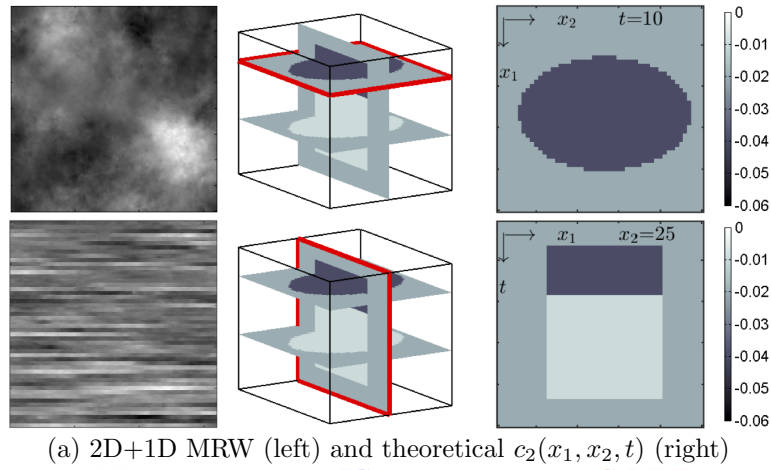 x₂ t=10
x₁
0
-0.01
-0.02
-0.03
-0.04
-0.05
-0.06
x₁ x₂=25
t
0
-0.01
-0.02
-0.03
-0.04
-0.05
-0.06
(a) 2D+1D MRW (left) and theoretical c₂(x₁, x₂, t) (right)